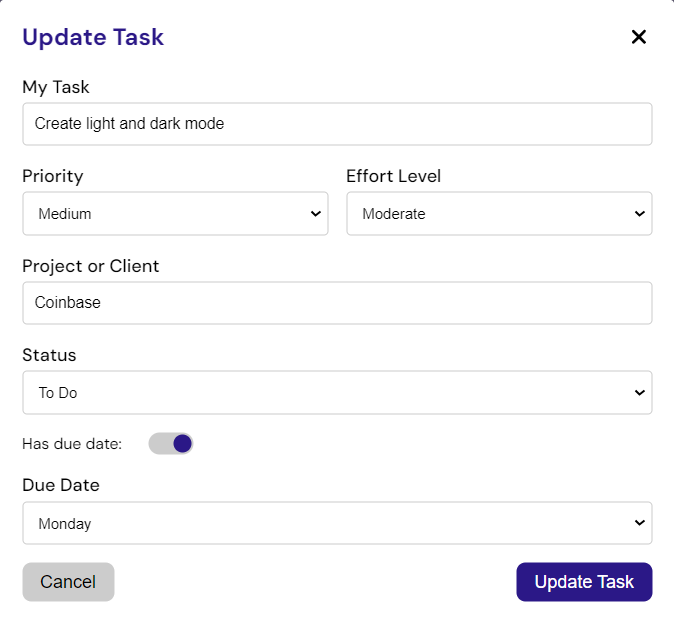 Update Task
My Task
Create light and dark mode
Priority Effort Level
Medium Moderate
Project or Client
Coinbase
Status
To Do
Has due date:
Due Date
Monday
Cancel Update Task